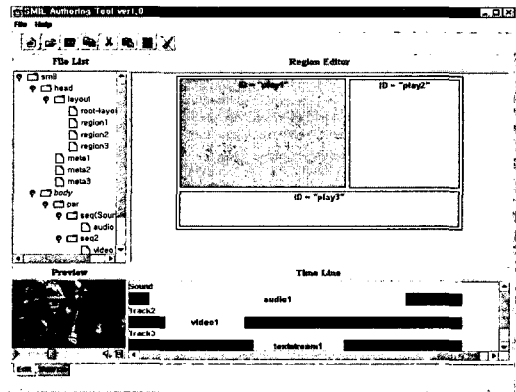 SMIL Authoring Tool ver1.0
File Help
File List
smil
head
layout
root-layout
region1
region2
region3
meta1
meta2
meta3
body
par
seq(Sour
audio
seq2
video
Region Editor
ID = "play1"
ID = "play2"
ID = "play3"
Preview
Time Line
Sound
audio1
Track2
video1
Track3
textstream1
Edit